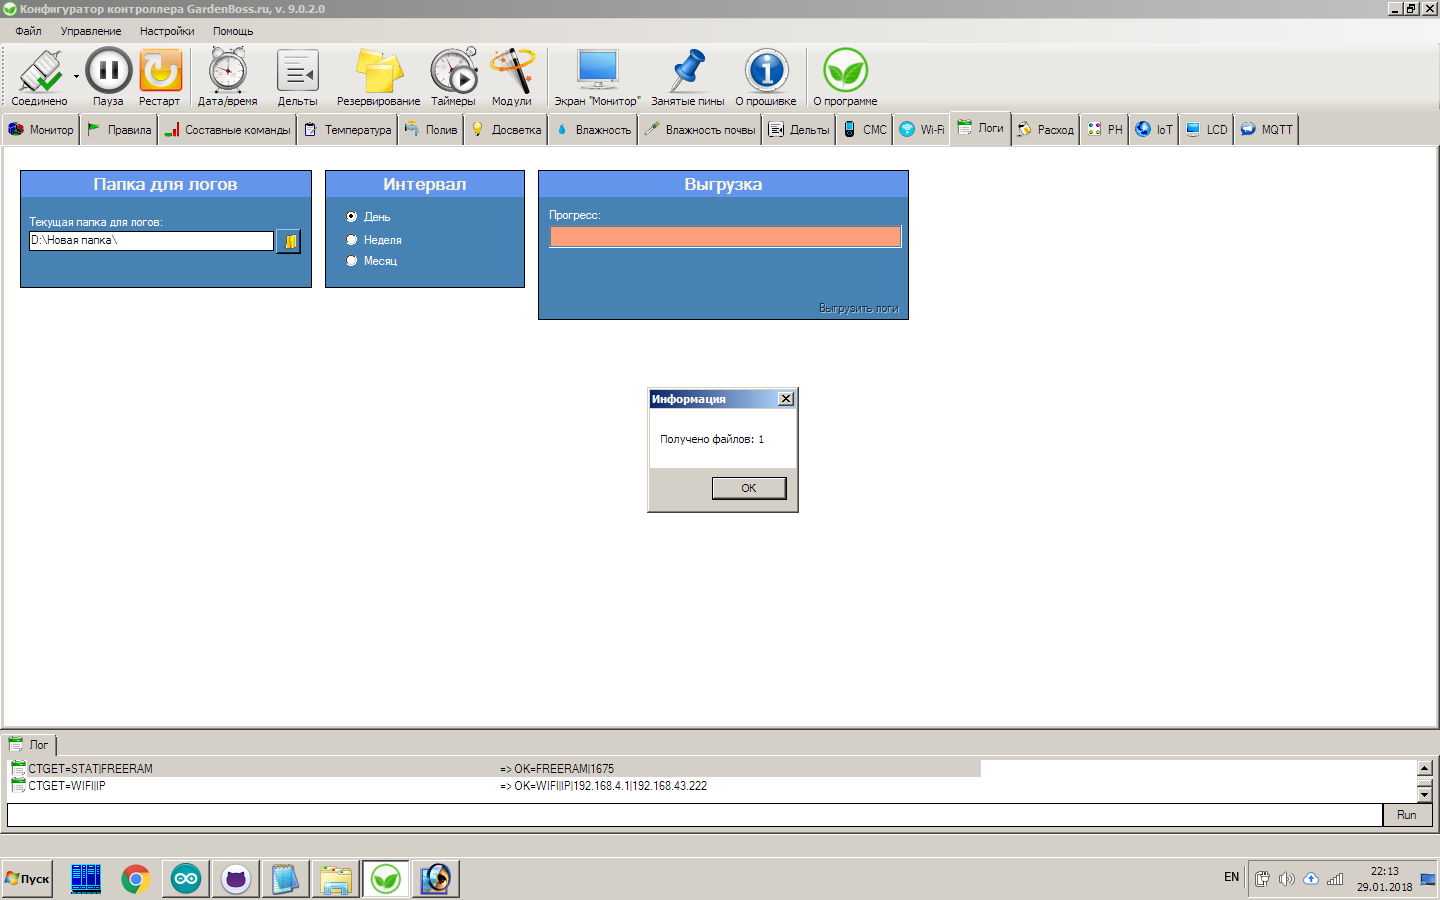 Конфигуратор контроллера GardenBoss.ru, v. 9.0.2.0
Файл Управление Настройки Помощь
Соединено Пауза Рестарт Дата/время Дельты Резервирование Таймеры Модули Экран "Монитор" Занятые пины О прошивке О программе
Монитор Правила Составные команды Температура Полив Досветка Влажность Влажность почвы Дельты СМС Wi-Fi Логи Расход PH IoT LCD MQTT
Папка для логов
Текущая папка для логов:
D:\Новая папка\
Интервал
День
Неделя
Месяц
Выгрузка
Прогресс:
Выгрузить логи
Информация
Получено файлов: 1
OK
Лог
CTGET=STAT|FREERAM => OK=FREERAM|1675
CTGET=WIFI|IP => OK=WIFI|IP|192.168.4.1|192.168.43.222
Run
Пуск
EN
22:13
29.01.2018